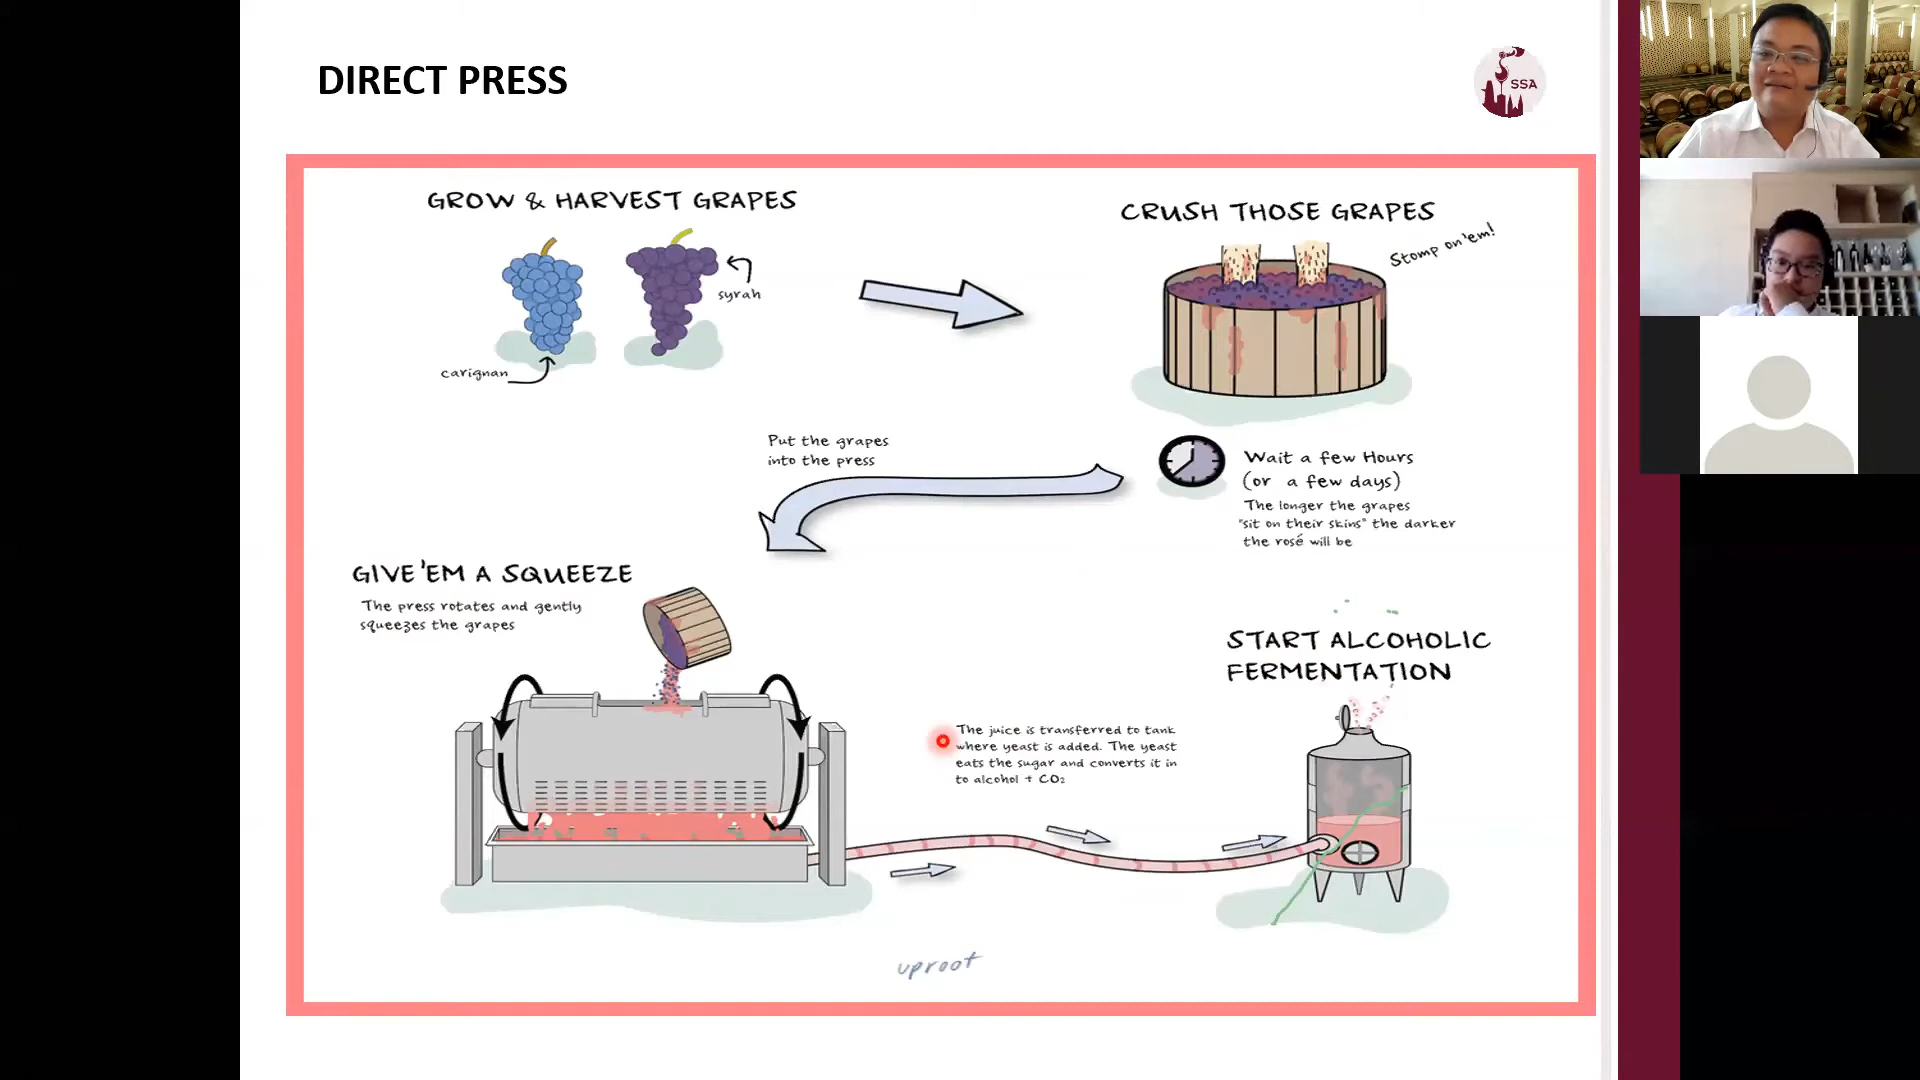 DIRECT PRESS
SSA
GROW & HARVEST GRAPES
syrah
carignan
CRUSH THOSE GRAPES
Stomp on 'em!
Put the grapes
into the press
Wait a few Hours
(or a few days)
The longer the grapes
"sit on their skins" the darker
the rosé will be
GIVE 'EM A SQUEEZE
The press rotates and gently
squeezes the grapes
The juice is transferred to tank
where yeast is added. The yeast
eats the sugar and converts it in
to alcohol + CO₂
START ALCOHOLIC
FERMENTATION
uproot